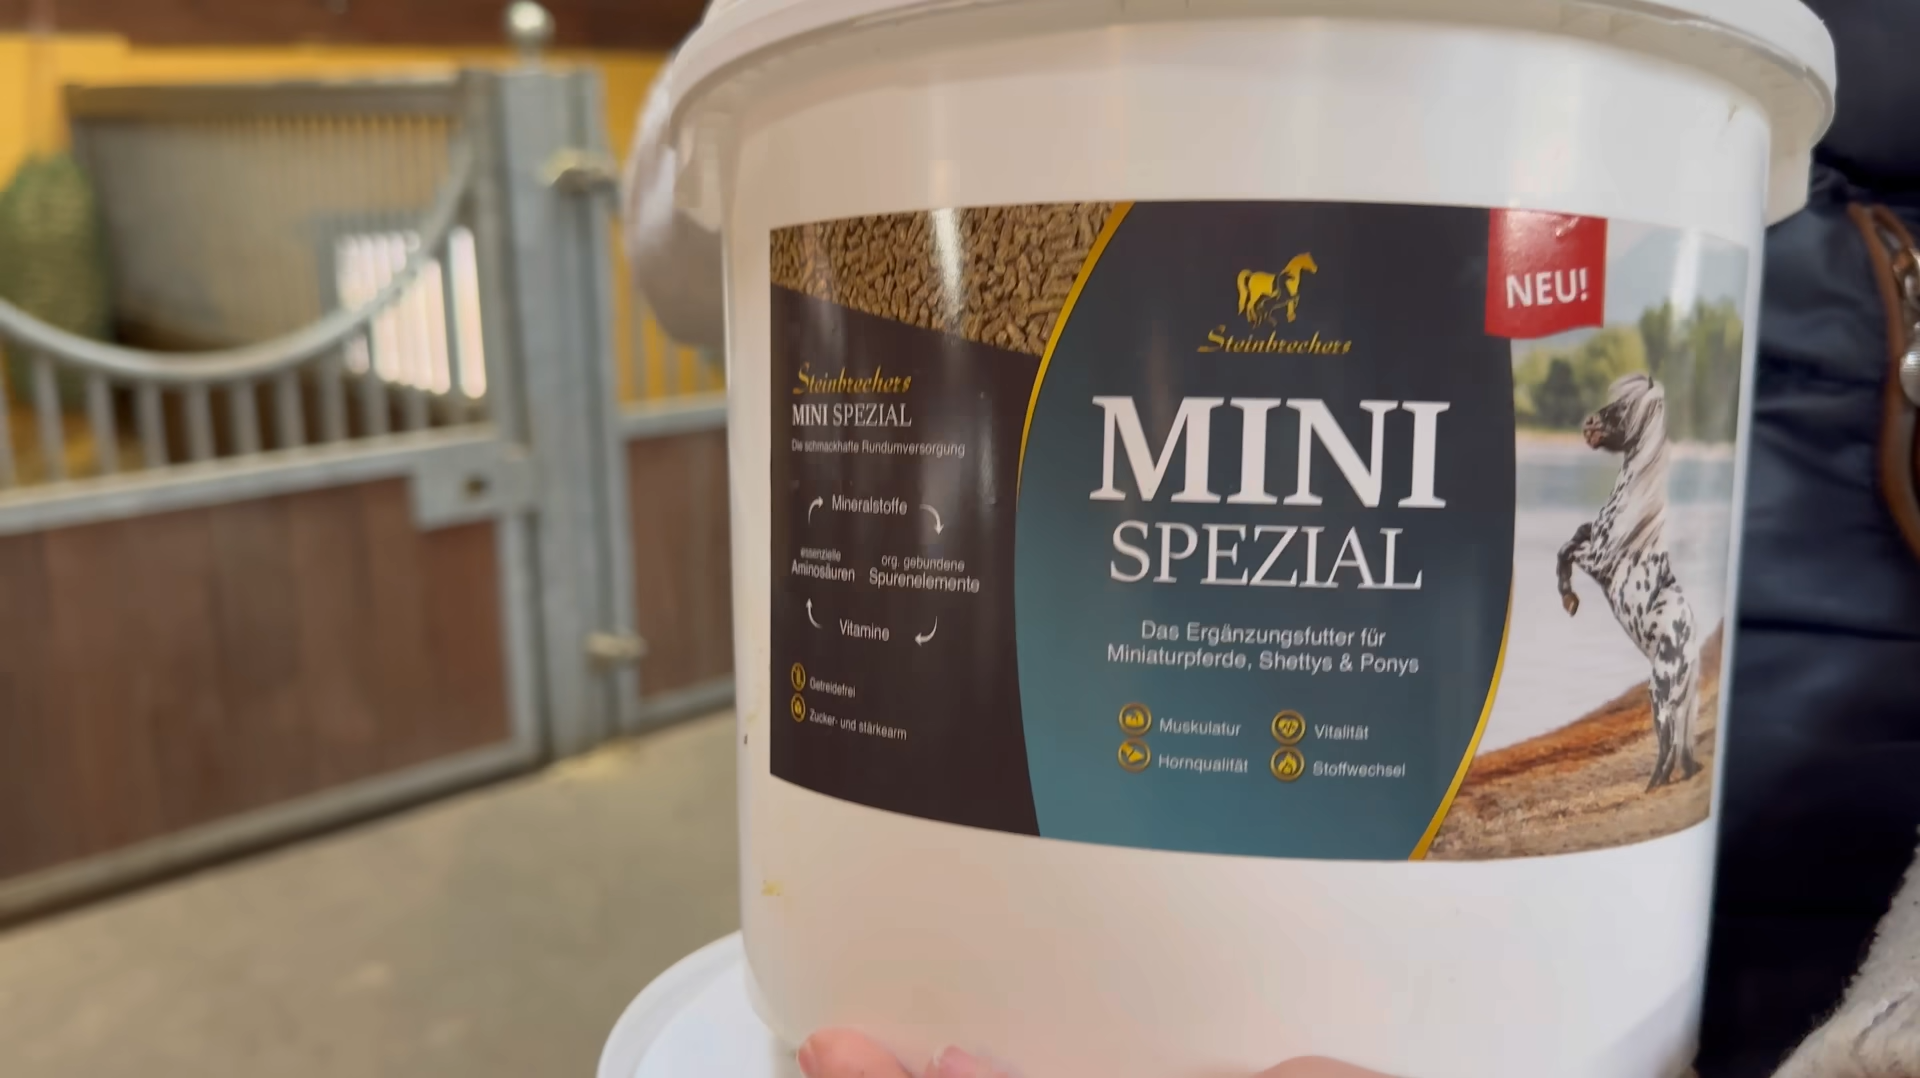 Steinbrechers
MINI SPEZIAL
Die schmackhafte Rundumversorgung
Mineralstoffe
essenzielle
Aminosäuren
org. gebundene
Spurenelemente
Vitamine
Getreidefrei
Zucker- und stärkearm
Steinbrechers
MINI
SPEZIAL
Das Ergänzungsfutter für
Miniaturpferde, Shettys & Ponys
Muskulatur
Vitalität
Hornqualität
Stoffwechsel
NEU!